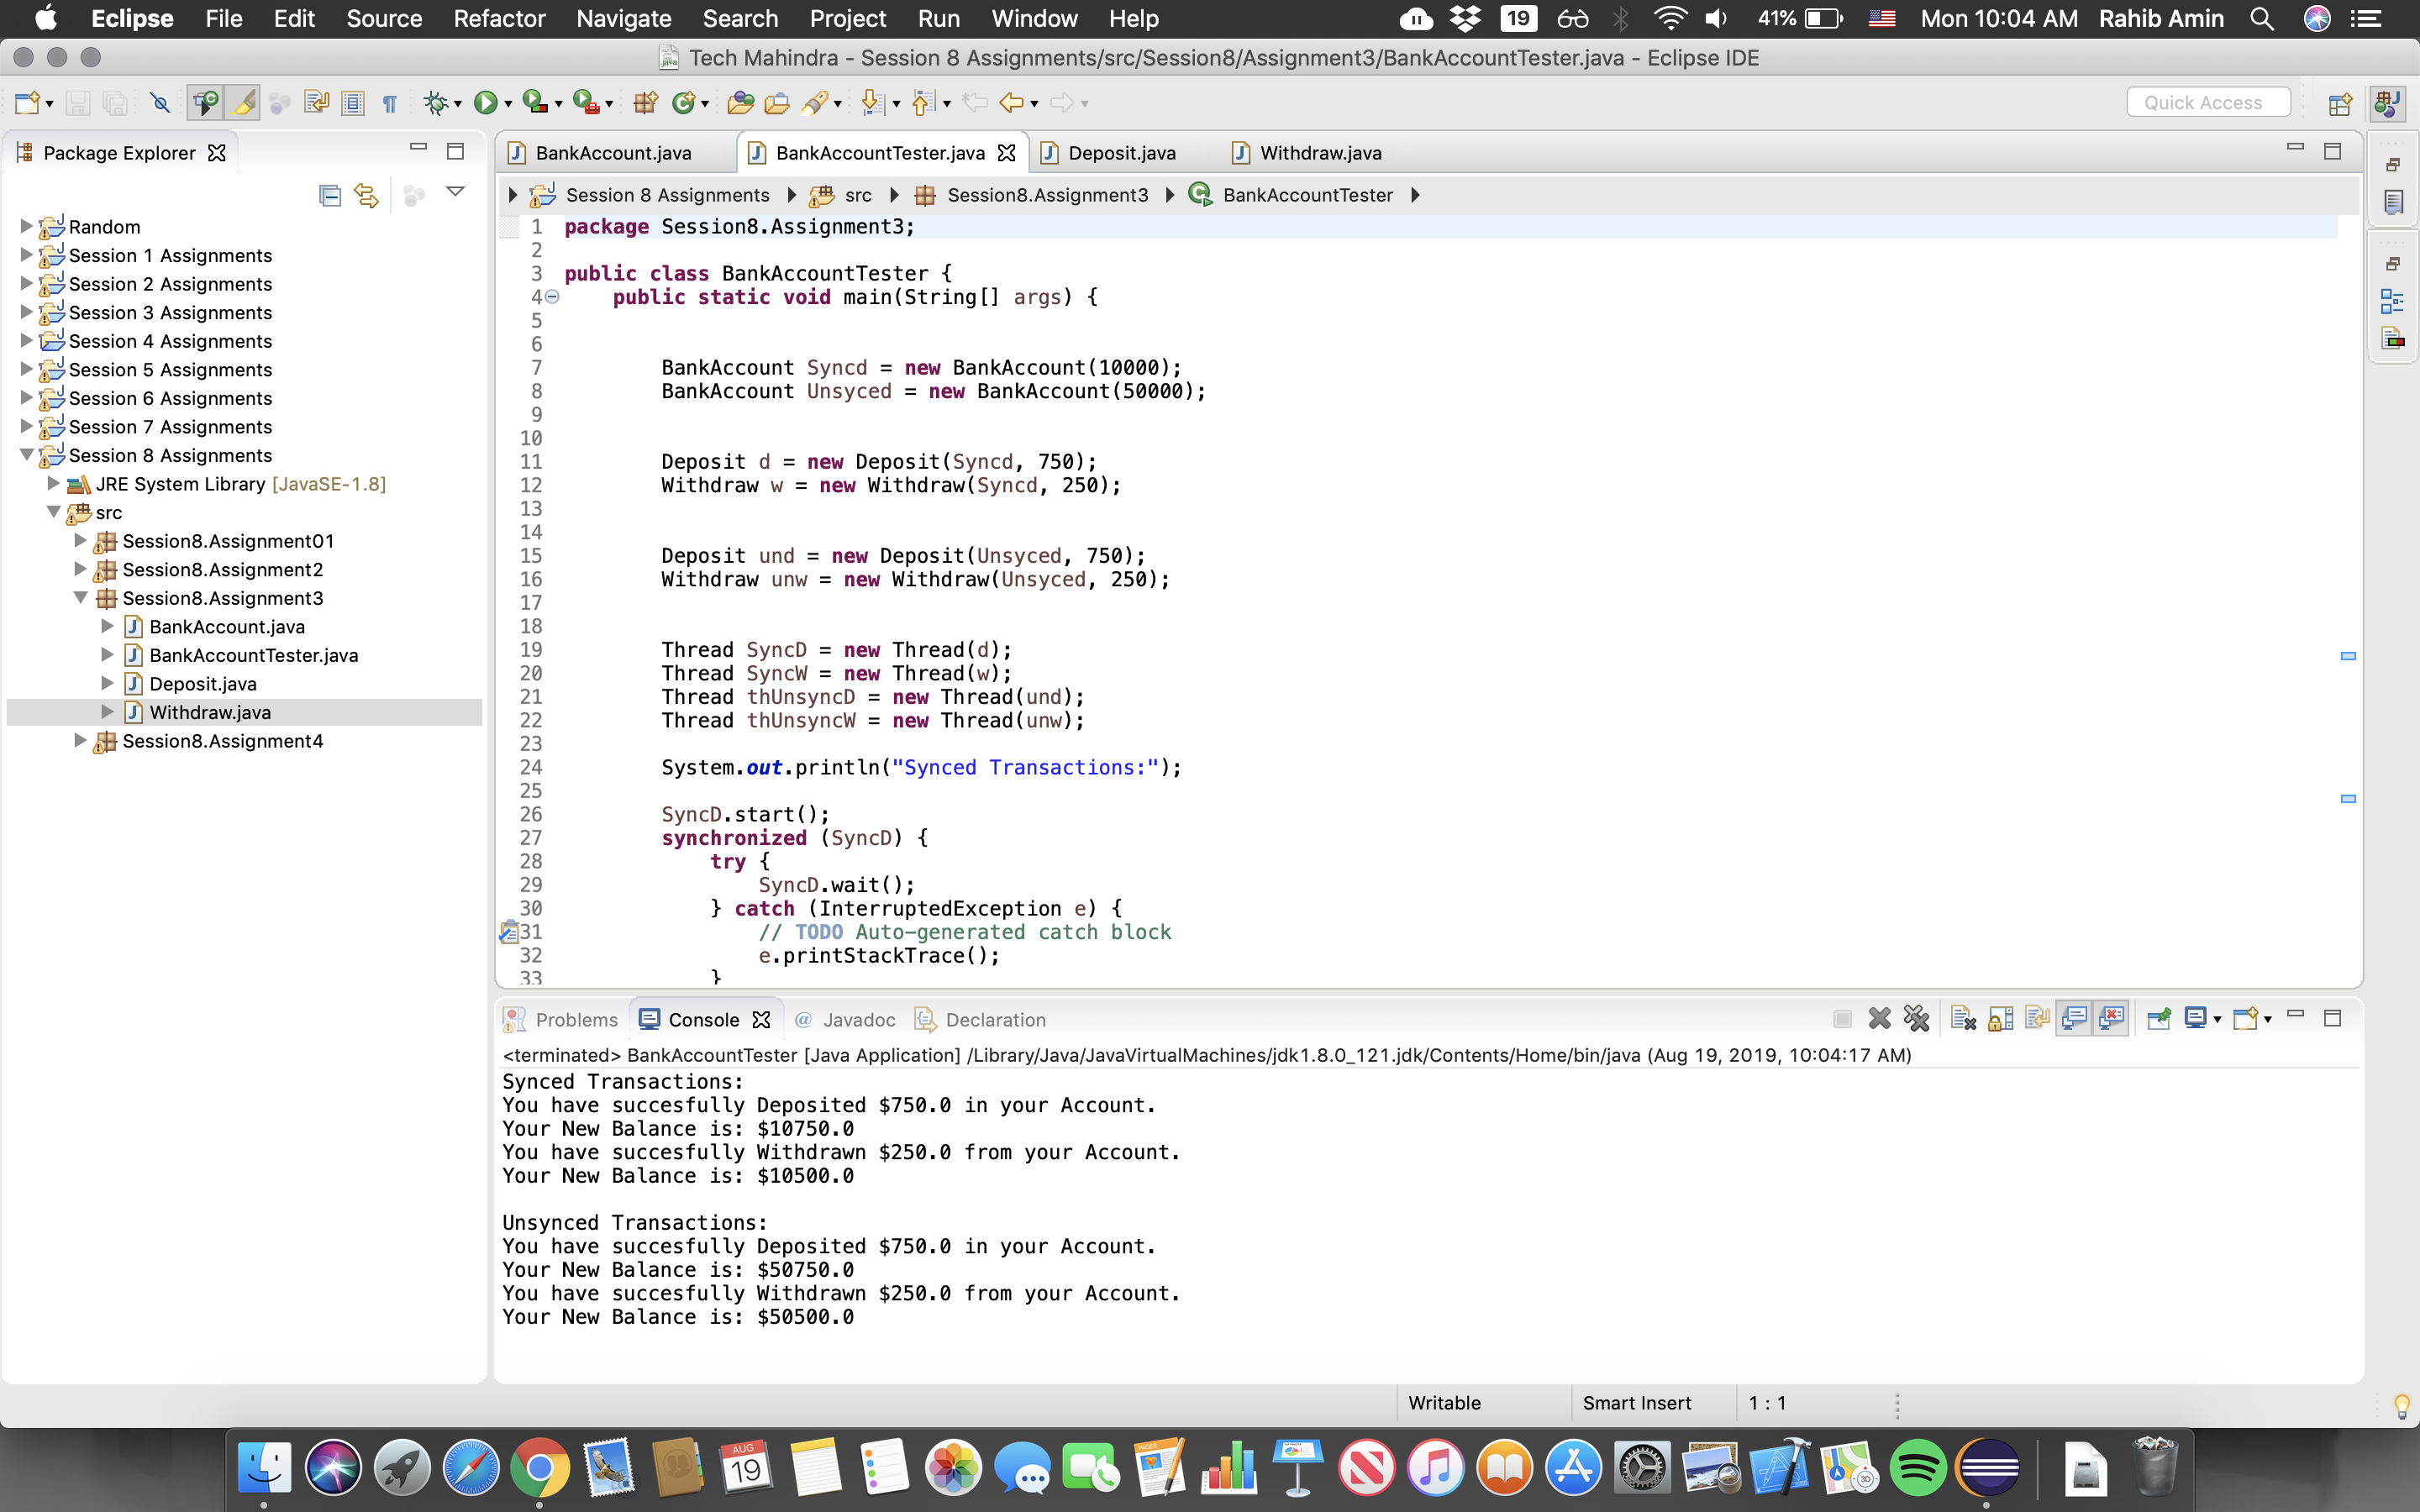 Eclipse File Edit Source Refactor Navigate Search Project Run Window Help 19 41% Mon 10:04 AM Rahib Amin
Tech Mahindra - Session 8 Assignments/src/Session8/Assignment3/BankAccountTester.java - Eclipse IDE
Quick Access
Package Explorer
Random
Session 1 Assignments
Session 2 Assignments
Session 3 Assignments
Session 4 Assignments
Session 5 Assignments
Session 6 Assignments
Session 7 Assignments
Session 8 Assignments
JRE System Library [JavaSE-1.8]
src
Session8.Assignment01
Session8.Assignment2
Session8.Assignment3
BankAccount.java
BankAccountTester.java
Deposit.java
Withdraw.java
Session8.Assignment4
BankAccount.java BankAccountTester.java Deposit.java Withdraw.java
Session 8 Assignments src Session8.Assignment3 BankAccountTester
1 package Session8.Assignment3;
2
3 public class BankAccountTester {
4 public static void main(String[] args) {
5
6
7 BankAccount Syncd = new BankAccount(10000);
8 BankAccount Unsyced = new BankAccount(50000);
9
10
11 Deposit d = new Deposit(Syncd, 750);
12 Withdraw w = new Withdraw(Syncd, 250);
13
14
15 Deposit und = new Deposit(Unsyced, 750);
16 Withdraw unw = new Withdraw(Unsyced, 250);
17
18
19 Thread SyncD = new Thread(d);
20 Thread SyncW = new Thread(w);
21 Thread thUnsyncD = new Thread(und);
22 Thread thUnsyncW = new Thread(unw);
23
24 System.out.println("Synced Transactions:");
25
26 SyncD.start();
27 synchronized (SyncD) {
28 try {
29 SyncD.wait();
30 } catch (InterruptedException e) {
31 // TODO Auto-generated catch block
32 e.printStackTrace();
33 }
Problems Console @ Javadoc Declaration
<terminated> BankAccountTester [Java Application] /Library/Java/JavaVirtualMachines/jdk1.8.0_121.jdk/Contents/Home/bin/java (Aug 19, 2019, 10:04:17 AM)
Synced Transactions:
You have succesfully Deposited $750.0 in your Account.
Your New Balance is: $10750.0
You have succesfully Withdrawn $250.0 from your Account.
Your New Balance is: $10500.0
Unsynced Transactions:
You have succesfully Deposited $750.0 in your Account.
Your New Balance is: $50750.0
You have succesfully Withdrawn $250.0 from your Account.
Your New Balance is: $50500.0
Writable Smart Insert 1 : 1
AUG
19
PAGES
3D